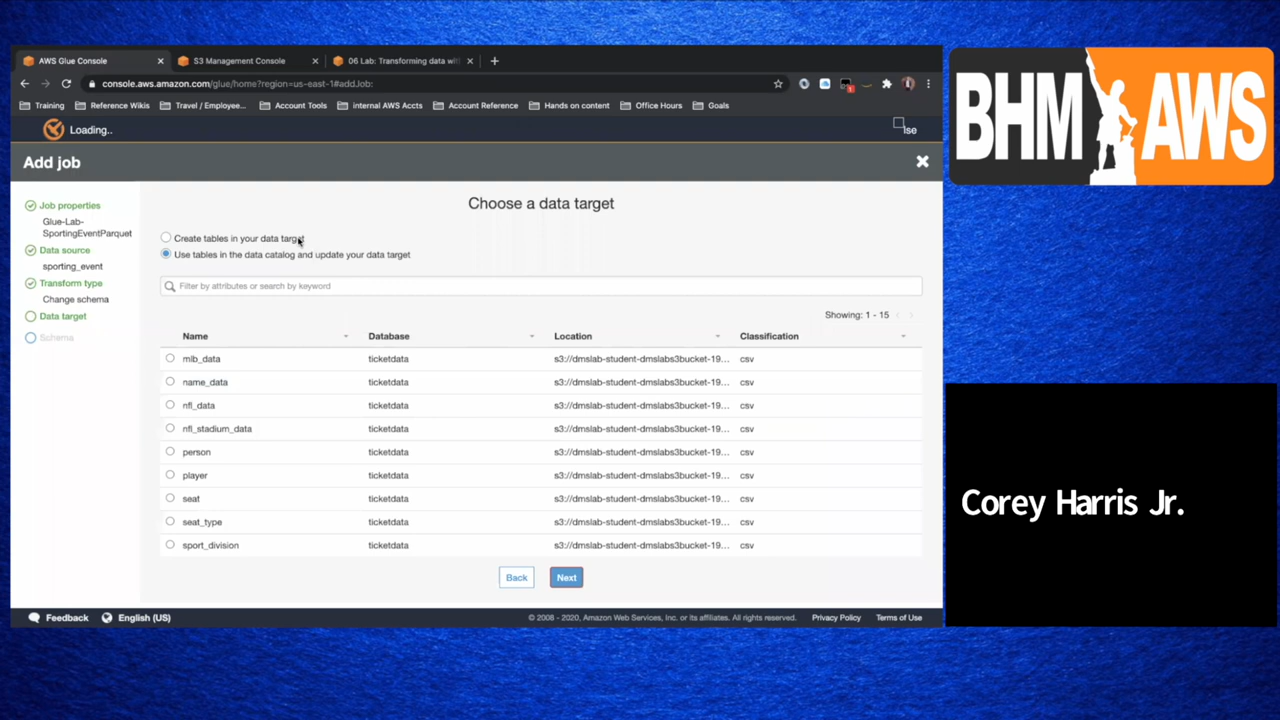 AWS Glue Console
S3 Management Console
06 Lab: Transforming data wit
console.aws.amazon.com/glue/home?region=us-east-1#addJob:
Training
Reference Wikis
Travel / Employee...
Account Tools
internal AWS Accts
Account Reference
Hands on content
Office Hours
Goals
Loading..
lse
Add job
Job properties
Glue-Lab-
SportingEventParquet
Data source
sporting_event
Transform type
Change schema
Data target
Schema
Choose a data target
Create tables in your data target
Use tables in the data catalog and update your data target
Filter by attributes or search by keyword
Showing: 1 - 15
Name Database Location Classification
mlb_data ticketdata s3://dmslab-student-dmslabs3bucket-19... csv
name_data ticketdata s3://dmslab-student-dmslabs3bucket-19... csv
nfl_data ticketdata s3://dmslab-student-dmslabs3bucket-19... csv
nfl_stadium_data ticketdata s3://dmslab-student-dmslabs3bucket-19... csv
person ticketdata s3://dmslab-student-dmslabs3bucket-19... csv
player ticketdata s3://dmslab-student-dmslabs3bucket-19... csv
seat ticketdata s3://dmslab-student-dmslabs3bucket-19... csv
seat_type ticketdata s3://dmslab-student-dmslabs3bucket-19... csv
sport_division ticketdata s3://dmslab-student-dmslabs3bucket-19... csv
Back
Next
Feedback
English (US)
© 2008 - 2020, Amazon Web Services, Inc. or its affiliates. All rights reserved.
Privacy Policy
Terms of Use
BHM AWS
Corey Harris Jr.